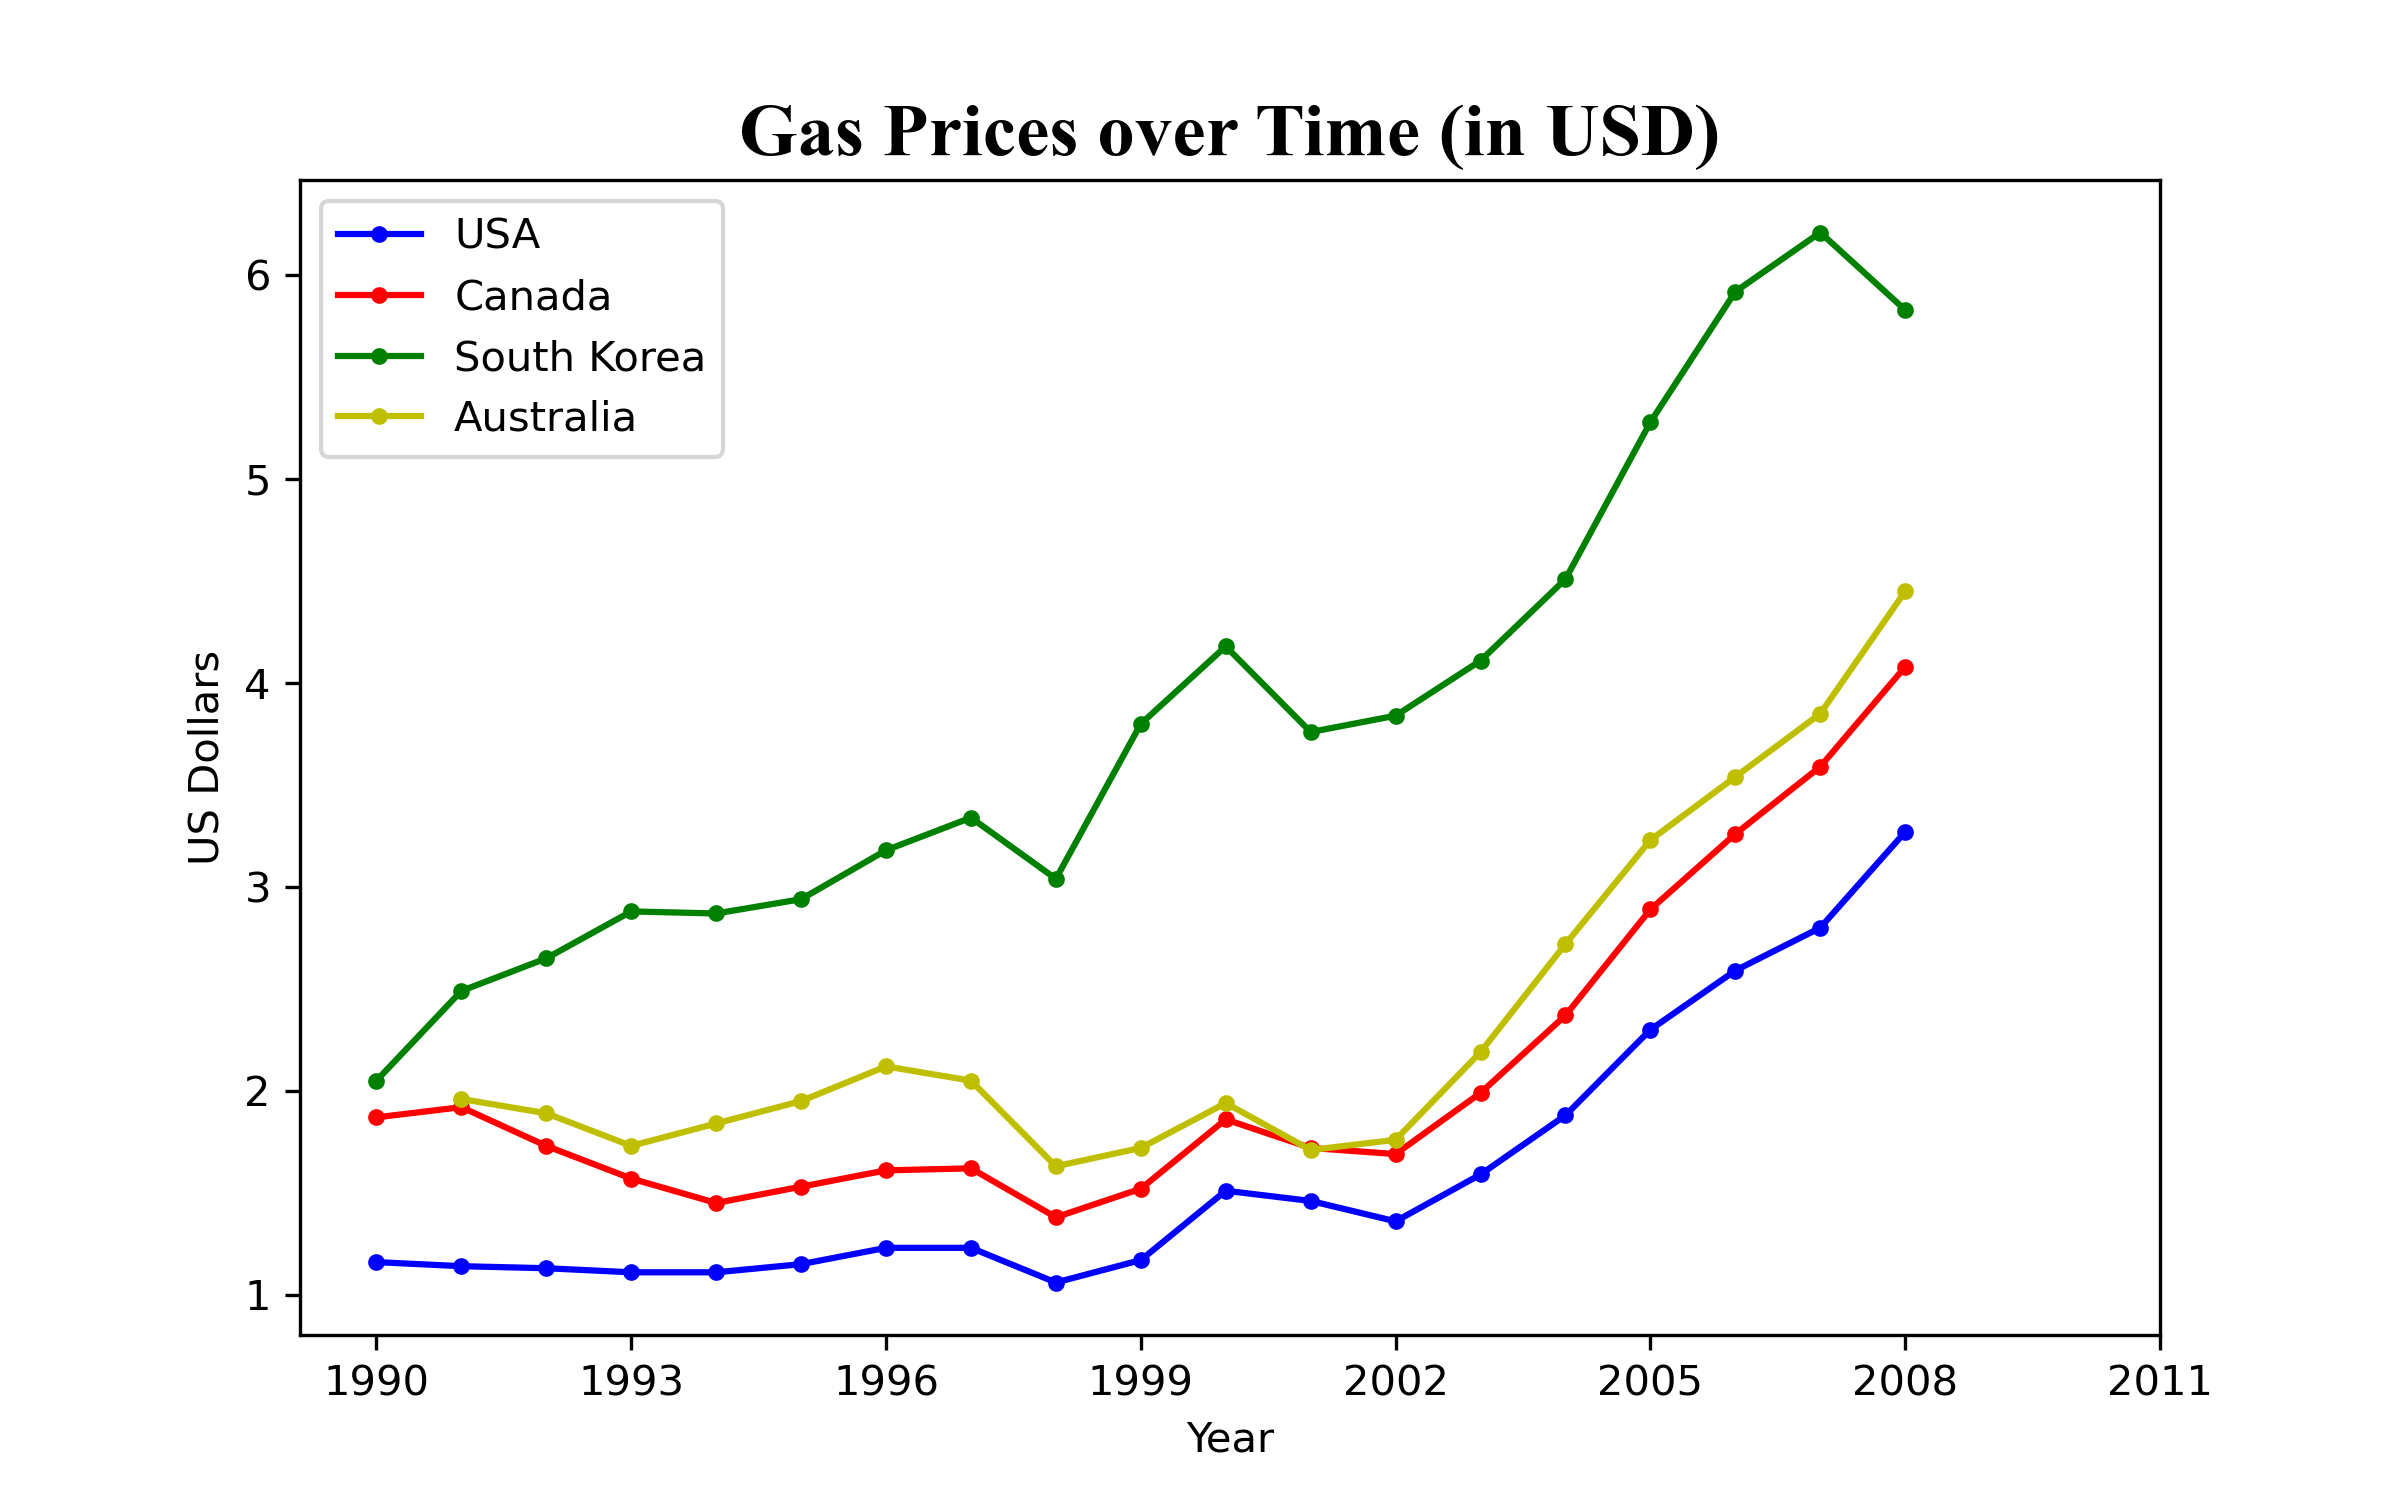 Gas Prices over Time (in USD)
USA
Canada
South Korea
Australia
6
5
4
3
2
1
US Dollars
1990 1993 1996 1999 2002 2005 2008 2011
Year